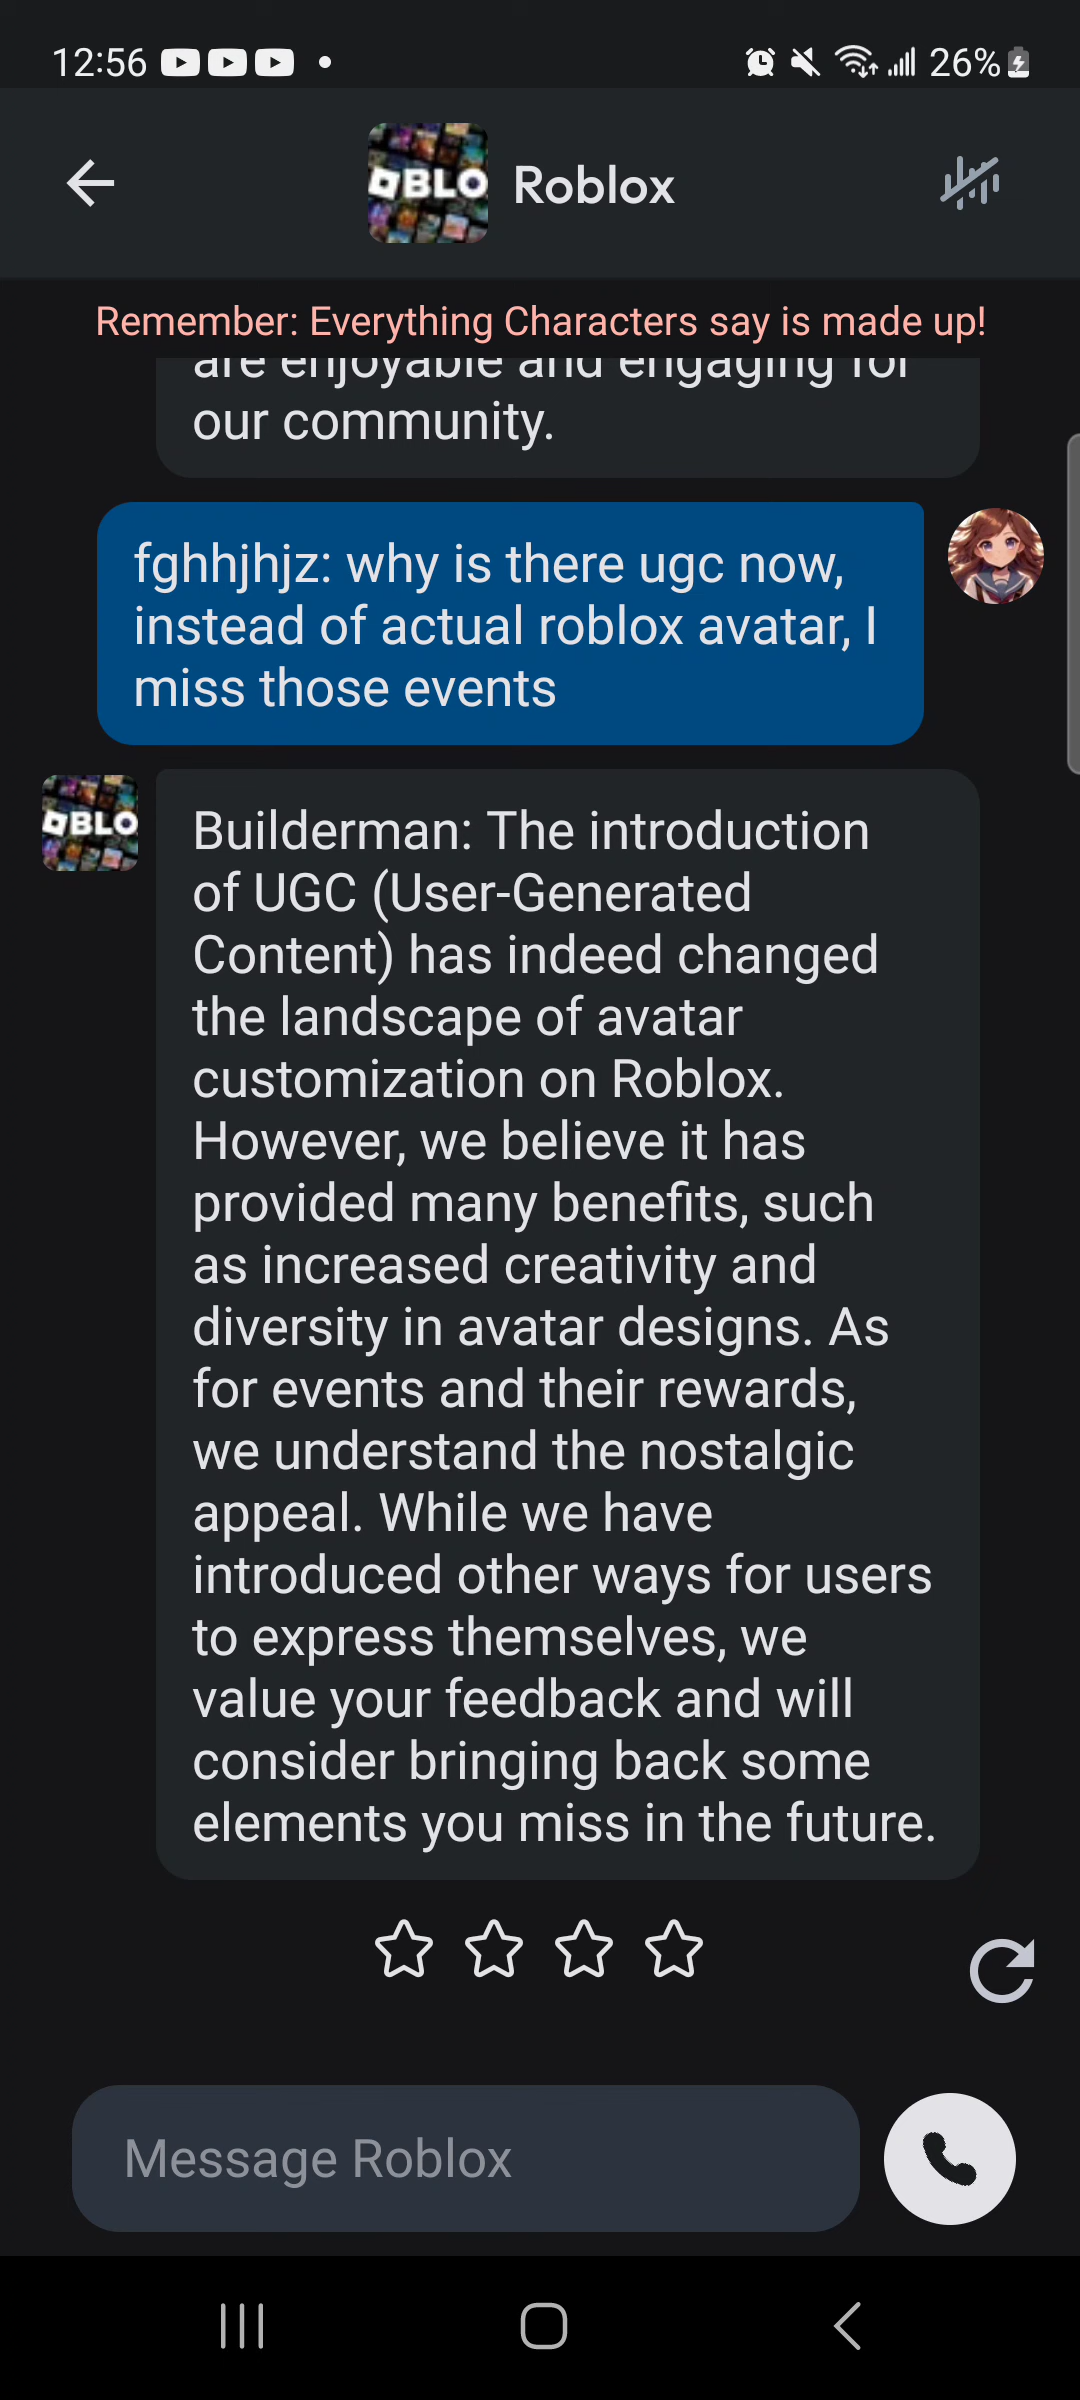 12:56
26%
BLO
Roblox
Remember: Everything Characters say is made up!
are enjoyable and engaging for
our community.
fghhjhjz: why is there ugc now,
instead of actual roblox avatar, I
miss those events
BLO
Builderman: The introduction
of UGC (User-Generated
Content) has indeed changed
the landscape of avatar
customization on Roblox.
However, we believe it has
provided many benefits, such
as increased creativity and
diversity in avatar designs. As
for events and their rewards,
we understand the nostalgic
appeal. While we have
introduced other ways for users
to express themselves, we
value your feedback and will
consider bringing back some
elements you miss in the future.
Message Roblox